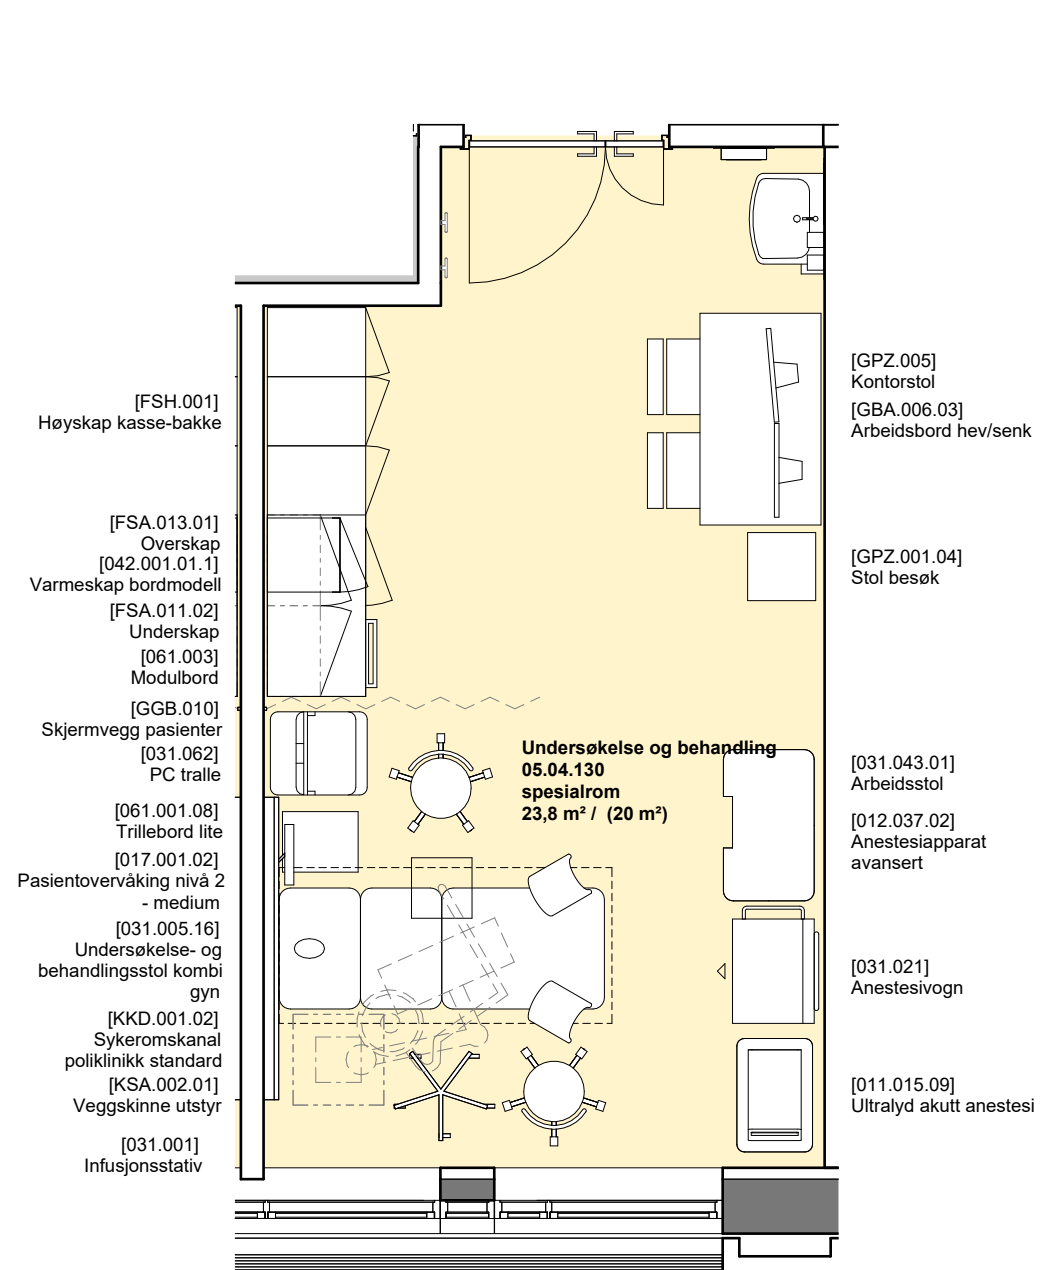 [FSH.001]
Høyskap kasse-bakke
[FSA.013.01]
Overskap
[042.001.01.1]
Varmeskap bordmodell
[FSA.011.02]
Underskap
[061.003]
Modulbord
[GGB.010]
Skjermvegg pasienter
[031.062]
PC tralle
[061.001.08]
Trillebord lite
[017.001.02]
Pasientovervåking nivå 2
- medium
[031.005.16]
Undersøkelse- og
behandlingsstol kombi
gyn
[KKD.001.02]
Sykeromskanal
poliklinikk standard
[KSA.002.01]
Veggskinne utstyr
[031.001]
Infusjonsstativ
Undersøkelse og behandling
05.04.130
spesialrom
23,8 m² / (20 m²)
[GPZ.005]
Kontorstol
[GBA.006.03]
Arbeidsbord hev/senk
[GPZ.001.04]
Stol besøk
[031.043.01]
Arbeidsstol
[012.037.02]
Anestesiapparat
avansert
[031.021]
Anestesivogn
[011.015.09]
Ultralyd akutt anestesi